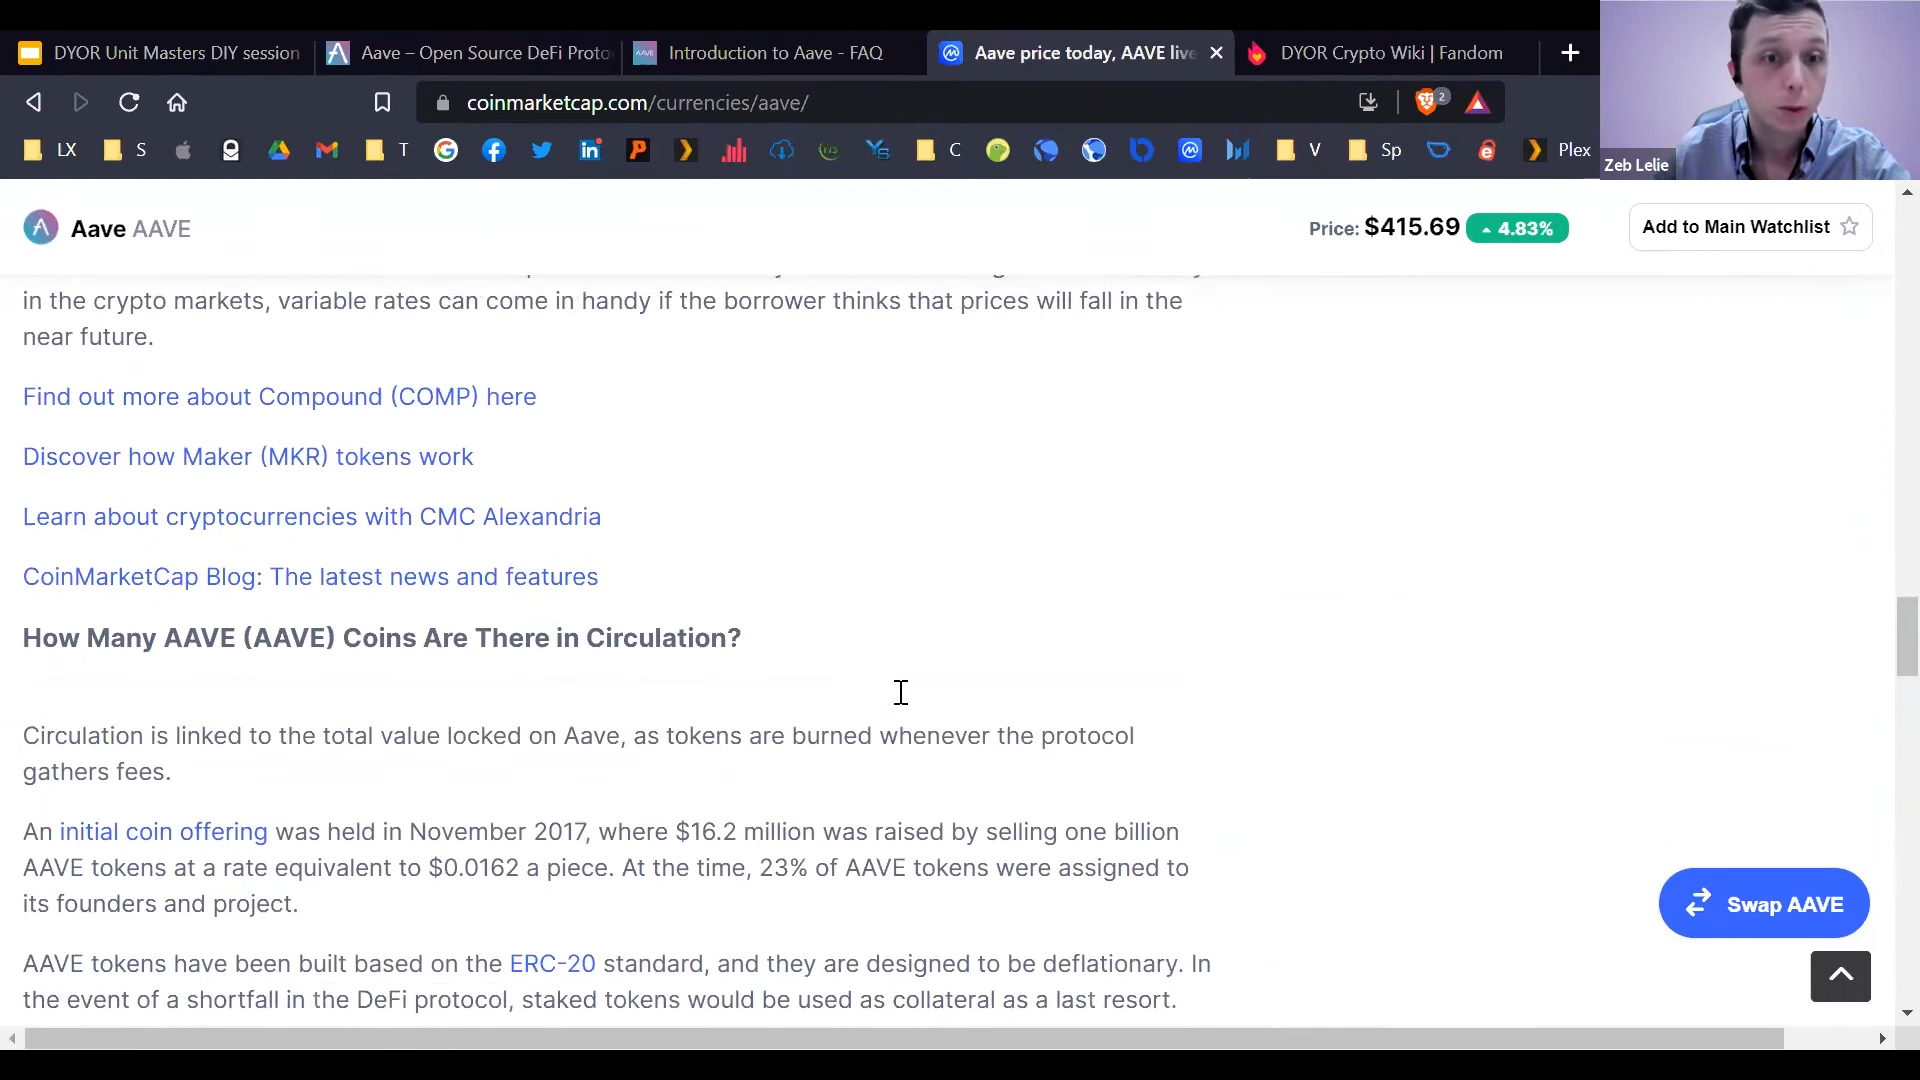 DYOR Unit Masters DIY session
Aave – Open Source DeFi Proto
Introduction to Aave - FAQ
Aave price today, AAVE live
DYOR Crypto Wiki | Fandom
coinmarketcap.com/currencies/aave/
2
LX
S
T
C
V
Sp
Plex
Zeb Lelie
Aave AAVE
Price: $415.69
4.83%
Add to Main Watchlist
in the crypto markets, variable rates can come in handy if the borrower thinks that prices will fall in the
near future.
Find out more about Compound (COMP) here
Discover how Maker (MKR) tokens work
Learn about cryptocurrencies with CMC Alexandria
CoinMarketCap Blog: The latest news and features
How Many AAVE (AAVE) Coins Are There in Circulation?
Circulation is linked to the total value locked on Aave, as tokens are burned whenever the protocol
gathers fees.
An initial coin offering was held in November 2017, where $16.2 million was raised by selling one billion
AAVE tokens at a rate equivalent to $0.0162 a piece. At the time, 23% of AAVE tokens were assigned to
its founders and project.
Swap AAVE
AAVE tokens have been built based on the ERC-20 standard, and they are designed to be deflationary. In
the event of a shortfall in the DeFi protocol, staked tokens would be used as collateral as a last resort.